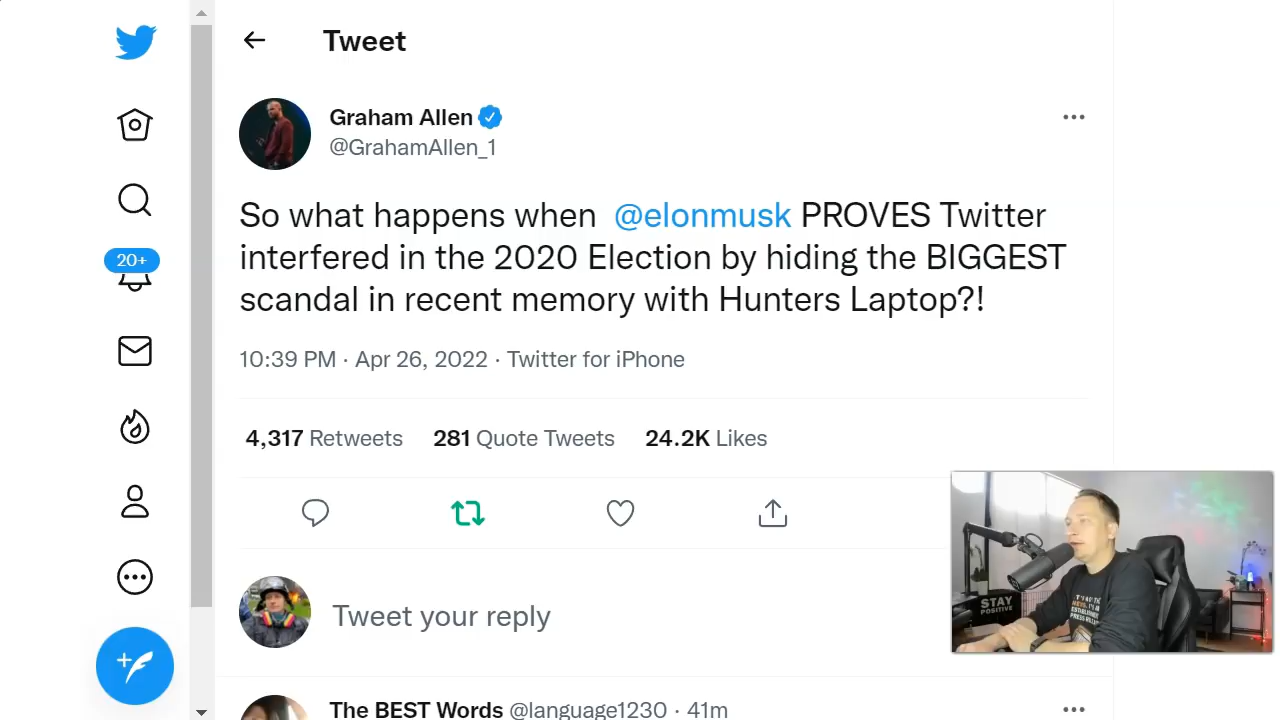 Tweet
Graham Allen
@GrahamAllen_1
So what happens when @elonmusk PROVES Twitter
interfered in the 2020 Election by hiding the BIGGEST
scandal in recent memory with Hunters Laptop?!
10:39 PM · Apr 26, 2022 · Twitter for iPhone
4,317 Retweets 281 Quote Tweets 24.2K Likes
20+
Tweet your reply
The BEST Words @language1230 · 41m
STAY
POSITIVE